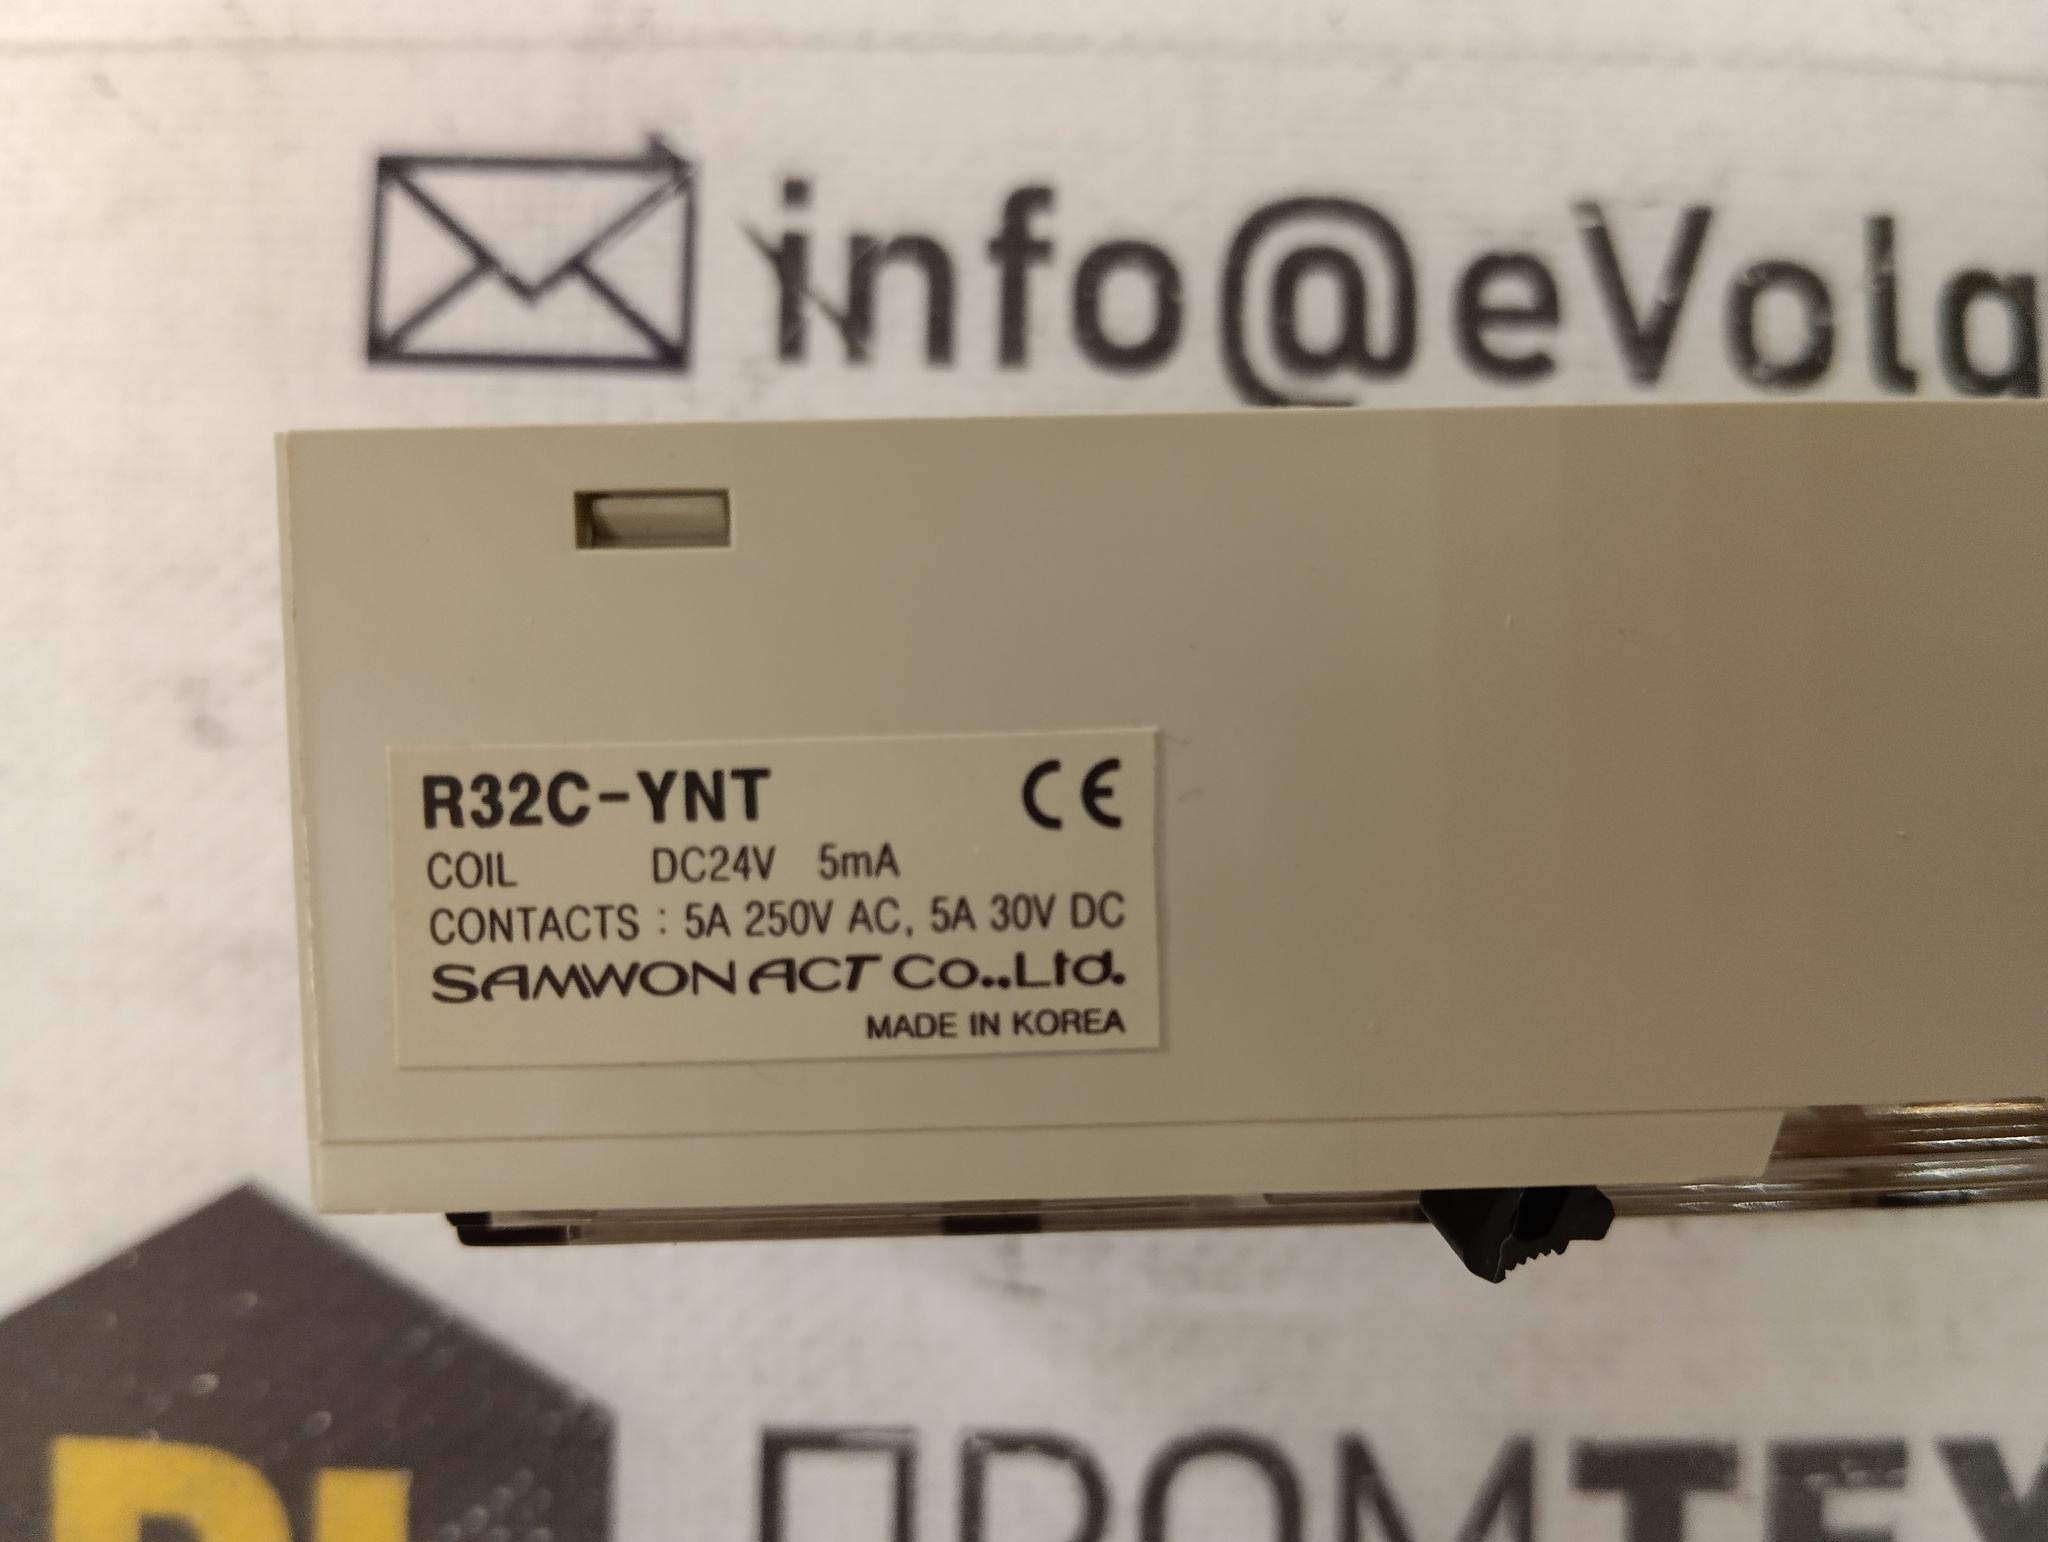 info@eVola
R32C-YNT CE
COIL DC24V 5mA
CONTACTS : 5A 250V AC, 5A 30V DC
SAMWON ACT Co.,Ltd.
MADE IN KOREA
ПРОМТЕХ